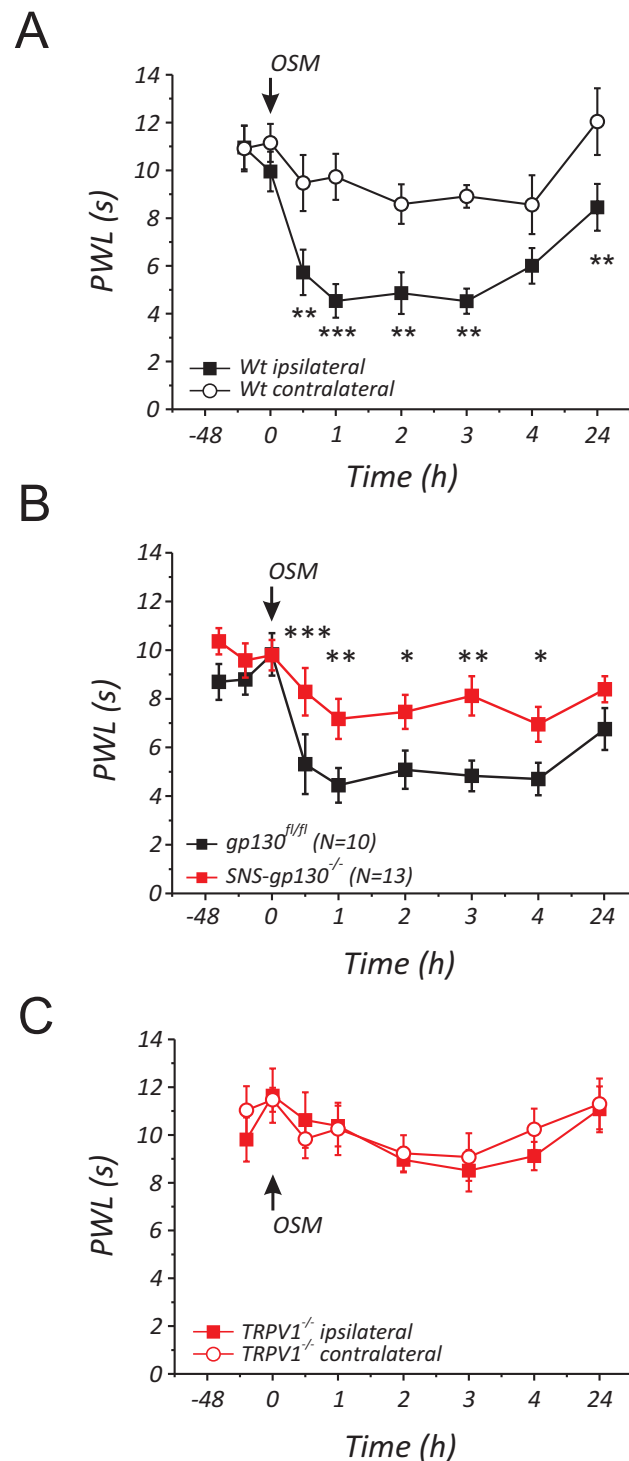 A
OSM
14
12
10
8
6
4
2
0
PWL (s)
** *** ** ** **
Wt ipsilateral
Wt contralateral
-48 0 1 2 3 4 24
Time (h)
B
OSM
14
12
10
8
6
4
2
0
PWL (s)
*** ** * ** *
gp130fl/fl (N=10)
SNS-gp130-/- (N=13)
-48 0 1 2 3 4 24
Time (h)
C
14
12
10
8
6
4
2
0
PWL (s)
OSM
TRPV1-/- ipsilateral
TRPV1-/- contralateral
-48 0 1 2 3 4 24
Time (h)